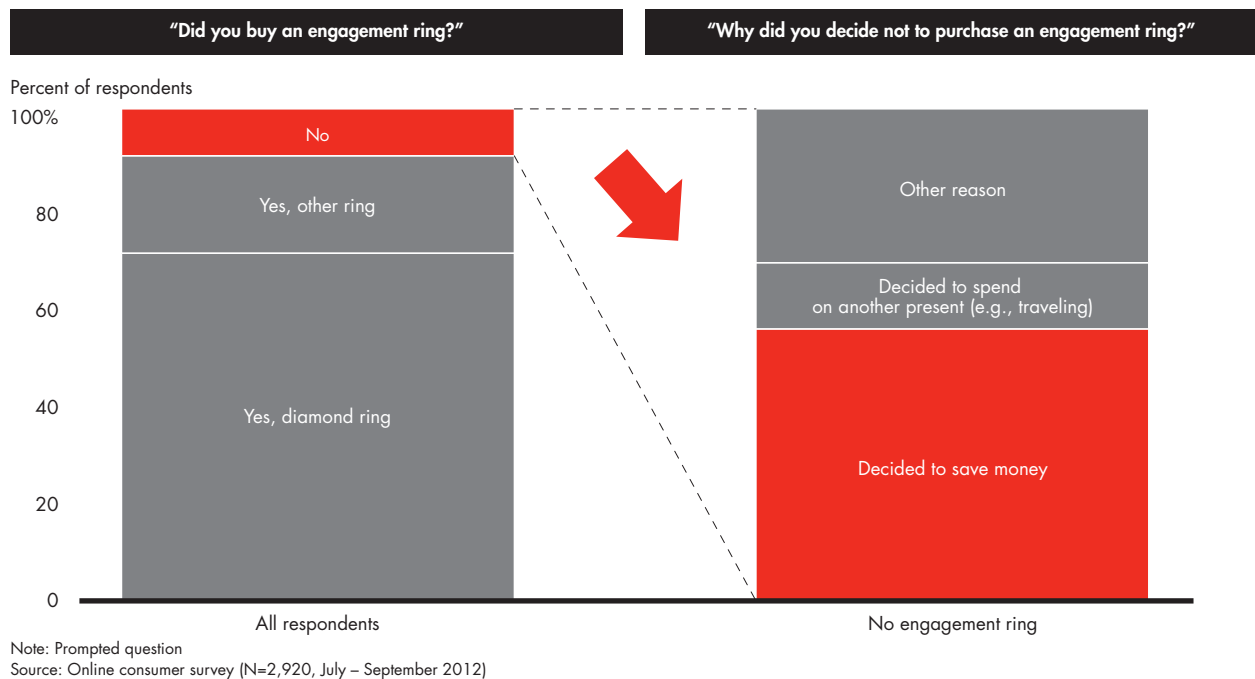 “Did you buy an engagement ring?”
“Why did you decide not to purchase an engagement ring?”
Percent of respondents
100%
80
60
40
20
0
No
Yes, other ring
Yes, diamond ring
Other reason
Decided to spend
on another present (e.g., traveling)
Decided to save money
All respondents
No engagement ring
Note: Prompted question
Source: Online consumer survey (N=2,920, July – September 2012)